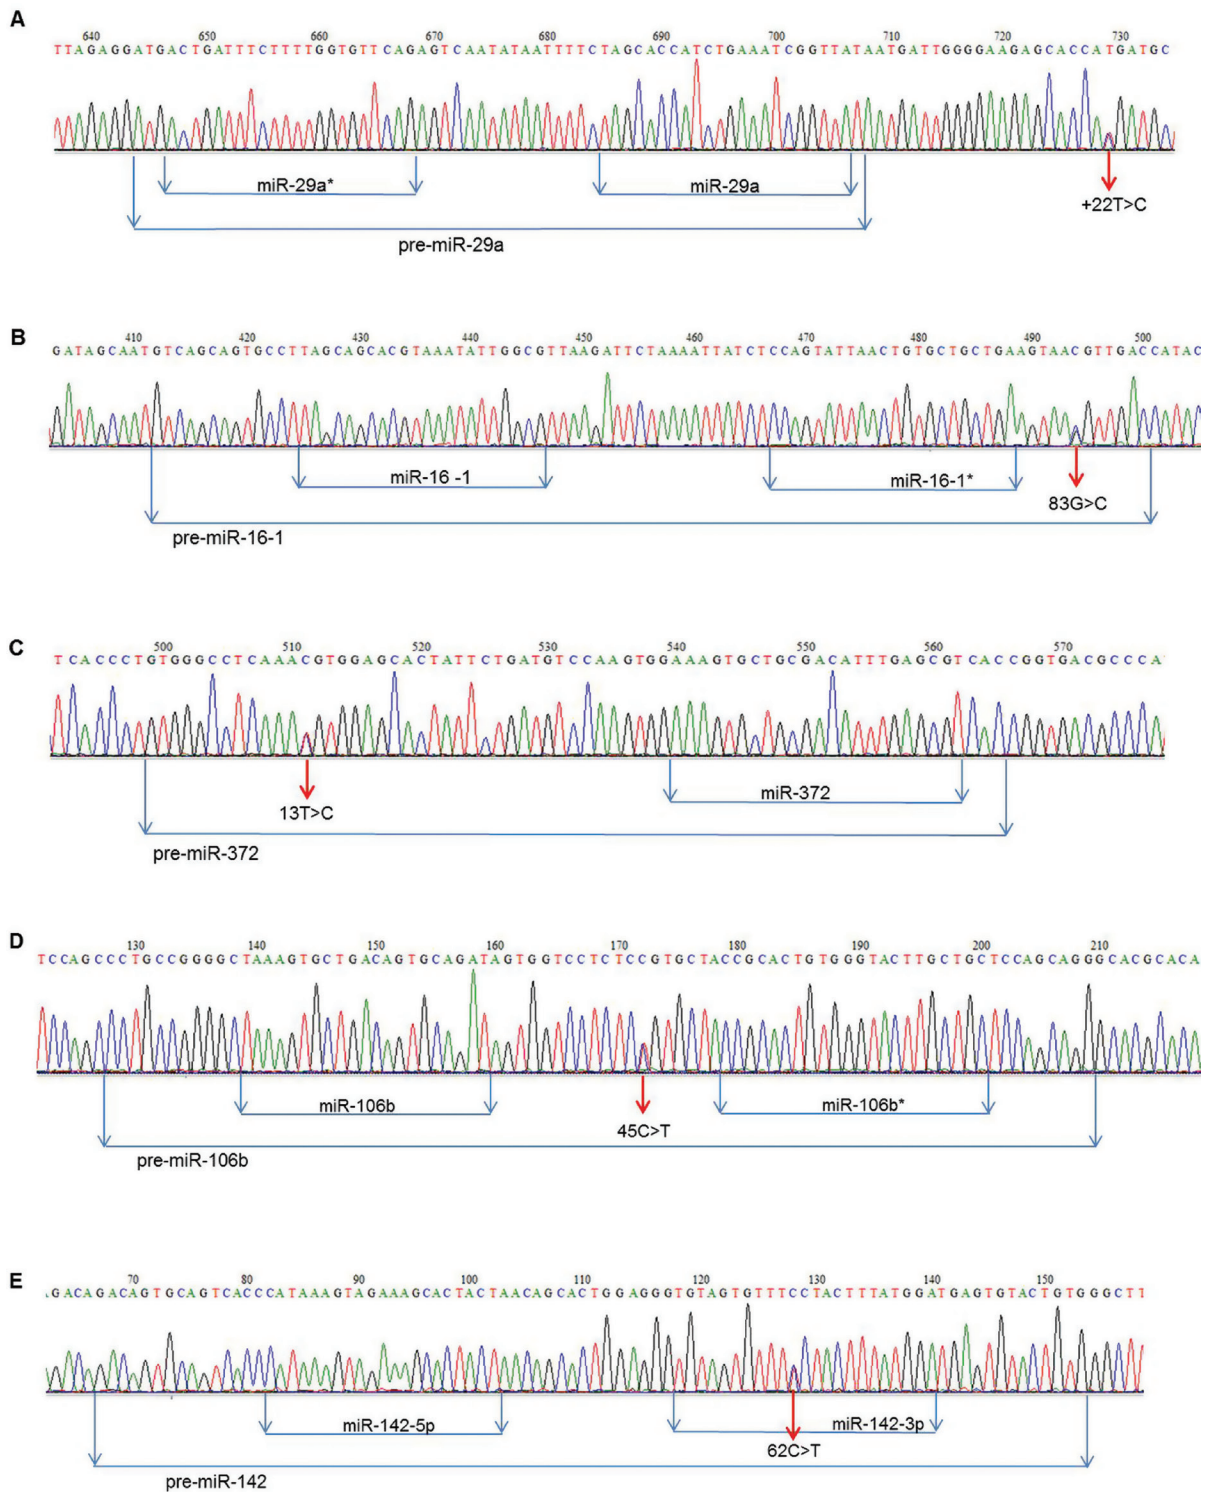 A
640 650 660 670 680 690 700 710 720 730
TTAGAGGATGACTGATTTCTTTTGGTGTTCAGAGTCAATATAATTTTCTAGCACCATCTGAAATCGGTTATAATGATTGGGGAAGAGCACCATGATGC
miR-29a* miR-29a
+22T>C
pre-miR-29a
B
410 420 430 440 450 460 470 480 490 500
GATAGCAATGTCAGCAGTGCCTTAGCAGCACGTAAATATTGGCGTTAAGATTCTAAAATTATCTCCAGTATTAACTGTGCTGCTGAAGTAACGTTGACCATAC
miR-16 -1 miR-16-1*
83G>C
pre-miR-16-1
C
500 510 520 530 540 550 560 570
TCACCCTGTGGGCCTCAAACGTGGAGCACTATTCTGATGTCCAAGTGGAAAGTGCTGCGACATTTGAGCGTCACCGGTGACGCCCA
miR-372
13T>C
pre-miR-372
D
130 140 150 160 170 180 190 200 210
TCCAGCCCTGCCGGGGCTAAAGTGCTGACAGTGCAGATAGTGGTCCTCTCCGTGCTACCGCACTGTGGGTACTTGCTGCTCCAGCAGGGCACGCACA
miR-106b miR-106b*
45C>T
pre-miR-106b
E
70 80 90 100 110 120 130 140 150
GACAGACAGTGCAGTCACCCATAAAGTAGAAAGCACTACTAACAGCACTGGAGGGTGTAGTGTTTCCTACTTTATGGATGAGTGTACTGTGGGCTT
miR-142-5p miR-142-3p
62C>T
pre-miR-142